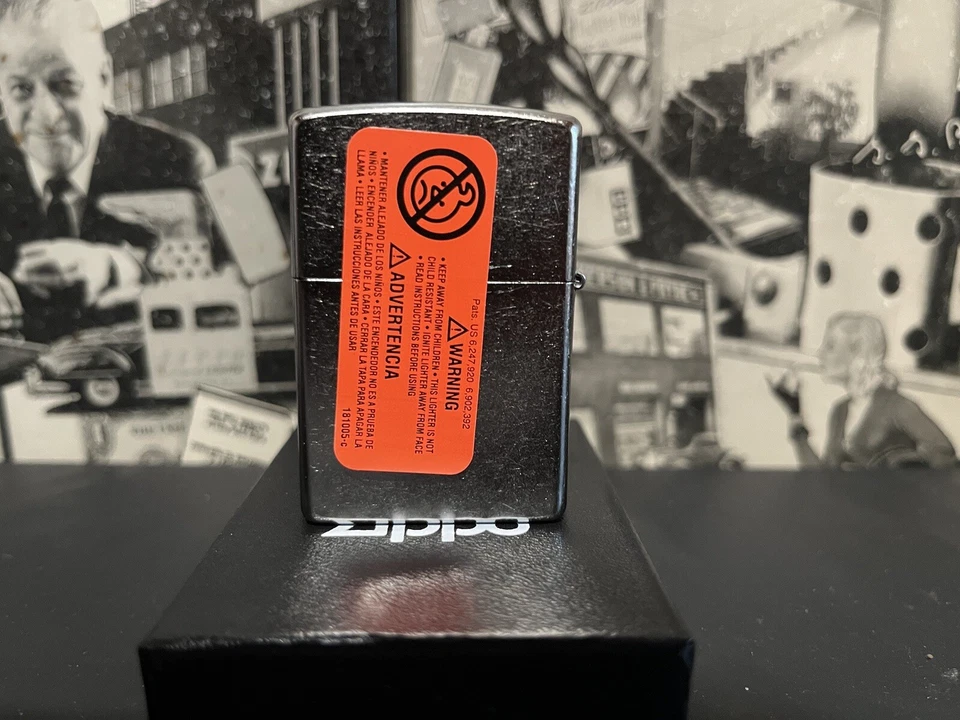 Pats. US 6,247,920 6,902,392
⚠ WARNING
• KEEP AWAY FROM CHILDREN • THIS LIGHTER IS NOT
CHILD RESISTANT • IGNITE LIGHTER AWAY FROM FACE
• READ INSTRUCTIONS BEFORE USING
⚠ ADVERTENCIA
• MANTENER ALEJADO DE LOS NIÑOS • ESTE ENCENDEDOR NO ES A PRUEBA DE
NIÑOS • ENCENDER ALEJADO DE LA CARA • CERRAR LA TAPA PARA APAGAR LA
LLAMA • LEER LAS INSTRUCCIONES ANTES DE USAR
181005-c
zippo